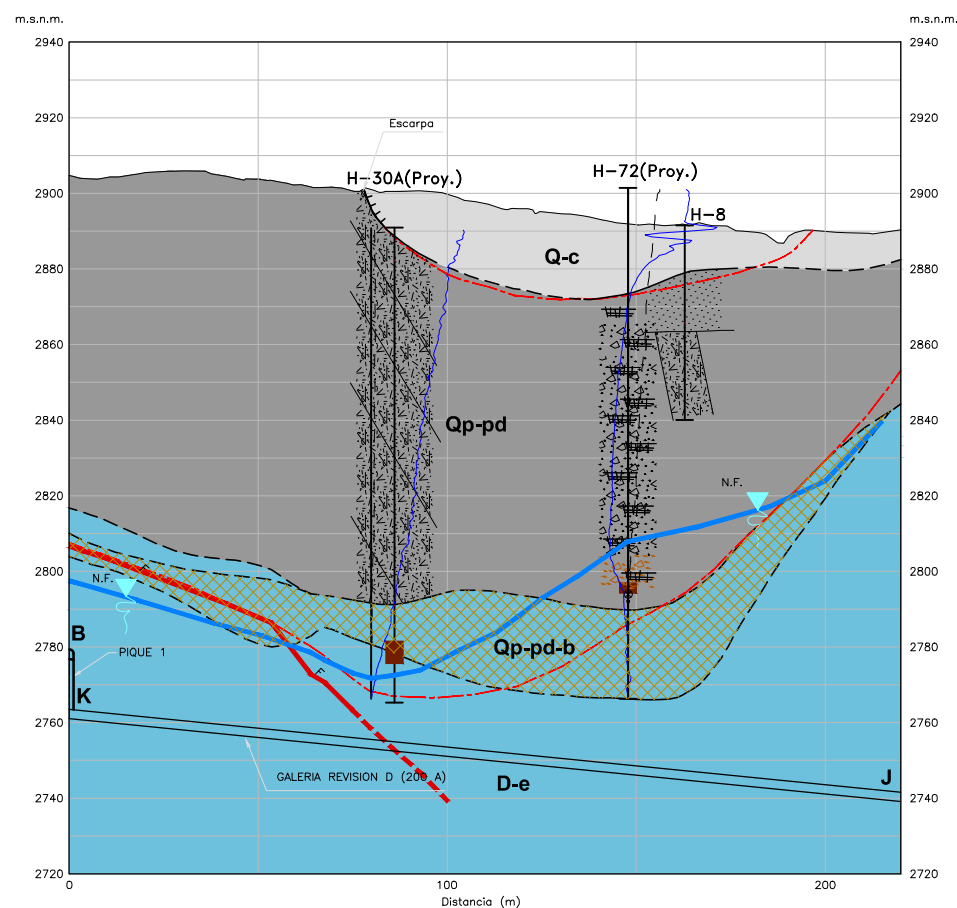 m.s.n.m.
m.s.n.m.
2940
2940
2920
2920
Escarpa
H-30A(Proy.)
H-72(Proy.)
2900
2900
H-8
Q-c
2880
2880
2860
2860
Qp-pd
2840
2840
N.F.
2820
2820
2800
2800
N.F.
F
F
B
PIQUE 1
Qp-pd-b
2780
2780
K
2760
2760
GALERIA REVISION D (200 A)
D-e
J
2740
2740
2720
2720
0
100
200
Distancia (m)